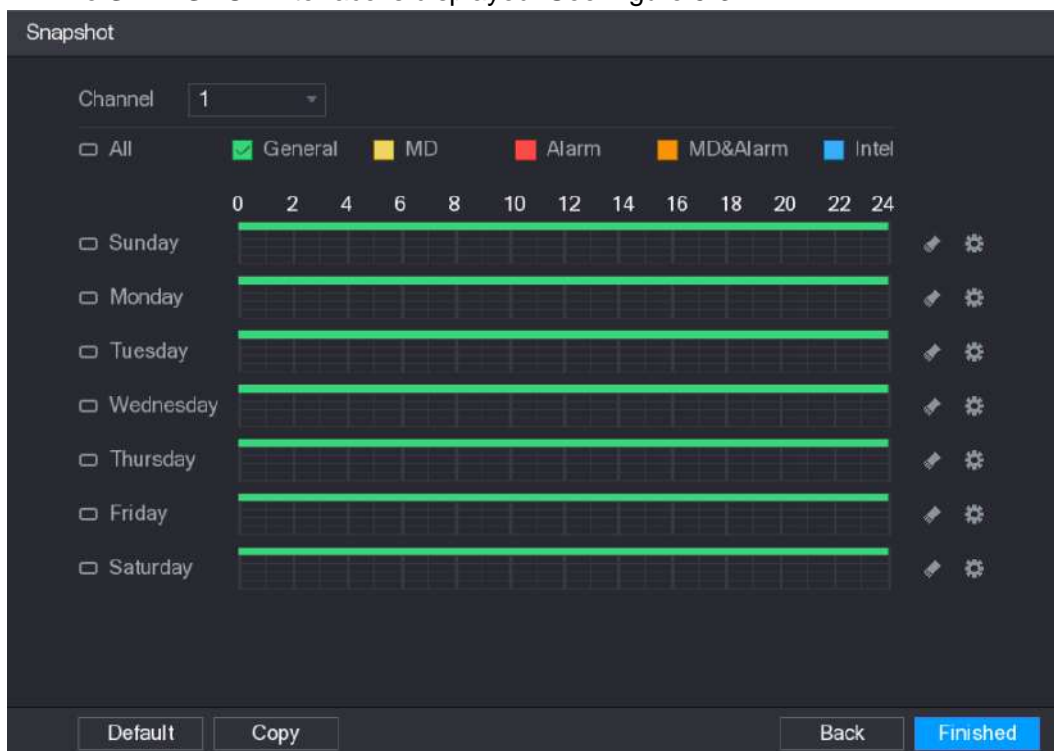 Snapshot
Channel 1
All General MD Alarm MD&Alarm Intel
0 2 4 6 8 10 12 14 16 18 20 22 24
Sunday
Monday
Tuesday
Wednesday
Thursday
Friday
Saturday
Default Copy Back Finished